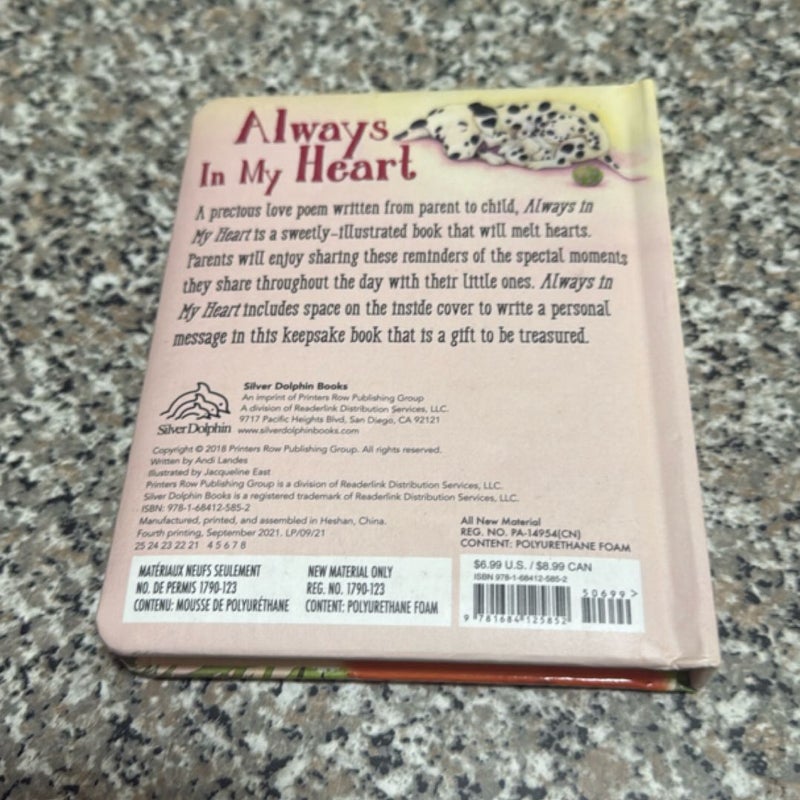 Always
In My Heart
A precious love poem written from parent to child, Always in
My Heart is a sweetly-illustrated book that will melt hearts.
Parents will enjoy sharing these reminders of the special moments
they share throughout the day with their little ones. Always in
My Heart includes space on the inside cover to write a personal
message in this keepsake book that is a gift to be treasured.
Silver Dolphin
Silver Dolphin Books
An imprint of Printers Row Publishing Group
A division of Readerlink Distribution Services, LLC.
9717 Pacific Heights Blvd, San Diego, CA 92121
www.silverdolphinbooks.com
Copyright © 2018 Printers Row Publishing Group. All rights reserved.
Written by Andi Landes
Illustrated by Jacqueline East
Printers Row Publishing Group is a division of Readerlink Distribution Services, LLC.
Silver Dolphin Books is a registered trademark of Readerlink Distribution Services, LLC.
ISBN: 978-1-68412-585-2
Manufactured, printed, and assembled in Heshan, China.
Fourth printing, September 2021. LP/09/21
25 24 23 22 21 4 5 6 7 8
All New Material
REG. NO. PA-14954(CN)
CONTENT: POLYURETHANE FOAM
MATÉRIAUX NEUFS SEULEMENT
NO. DE PERMIS 1790-123
CONTENU: MOUSSE DE POLYURÉTHANE
NEW MATERIAL ONLY
REG. NO. 1790-123
CONTENT: POLYURETHANE FOAM
$6.99 U.S. / $8.99 CAN
ISBN 978-1-68412-585-2
50699>
9 781684 125852